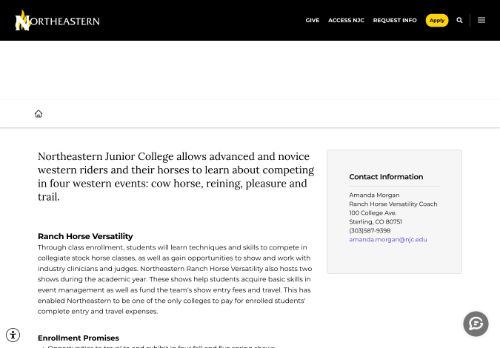 NORTHEASTERN
GIVE ACCESS NJC REQUEST INFO Apply
Northeastern Junior College allows advanced and novice
western riders and their horses to learn about competing
in four western events: cow horse, reining, pleasure and
trail.
Ranch Horse Versatility
Through class enrollment, students will learn techniques and skills to compete in
collegiate stock horse classes, as well as gain opportunities to show and work with
industry clinicians and judges. Northeastern Ranch Horse Versatility also hosts two
shows during the academic year. These shows help students acquire basic skills in
event management as well as fund the team's show entry fees and travel. This has
enabled Northeastern to be one of the only colleges to pay for enrolled students'
complete entry and travel expenses.
Enrollment Promises
Contact Information
Amanda Morgan
Ranch Horse Versatility Coach
100 College Ave.
Sterling, CO 80751
(303)587-9398
amanda.morgan@njc.edu